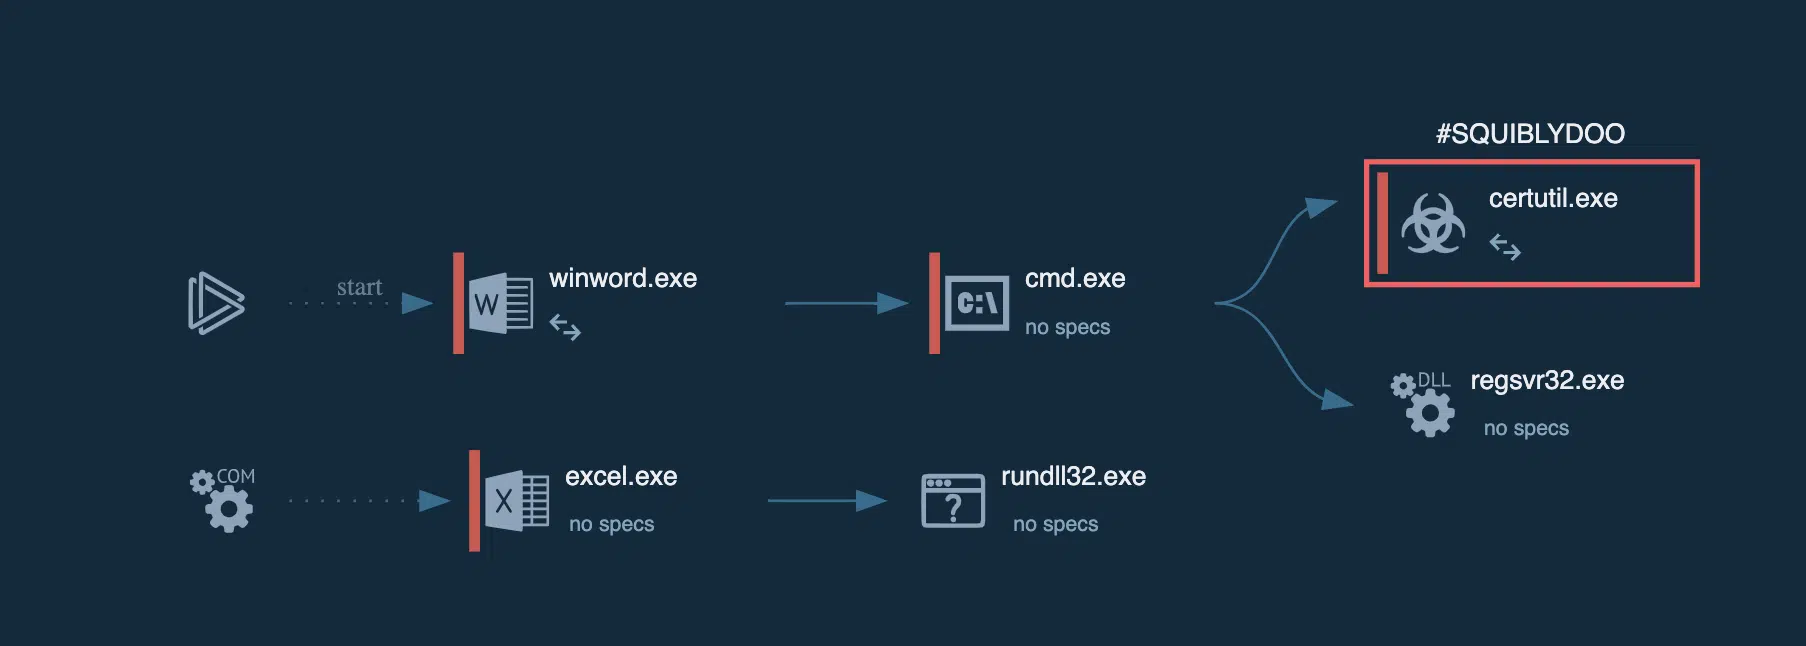 #SQUIBLYDOO
certutil.exe
start
winword.exe
W
cmd.exe
C:\
no specs
DLL
regsvr32.exe
no specs
COM
excel.exe
X
no specs
rundll32.exe
?
no specs